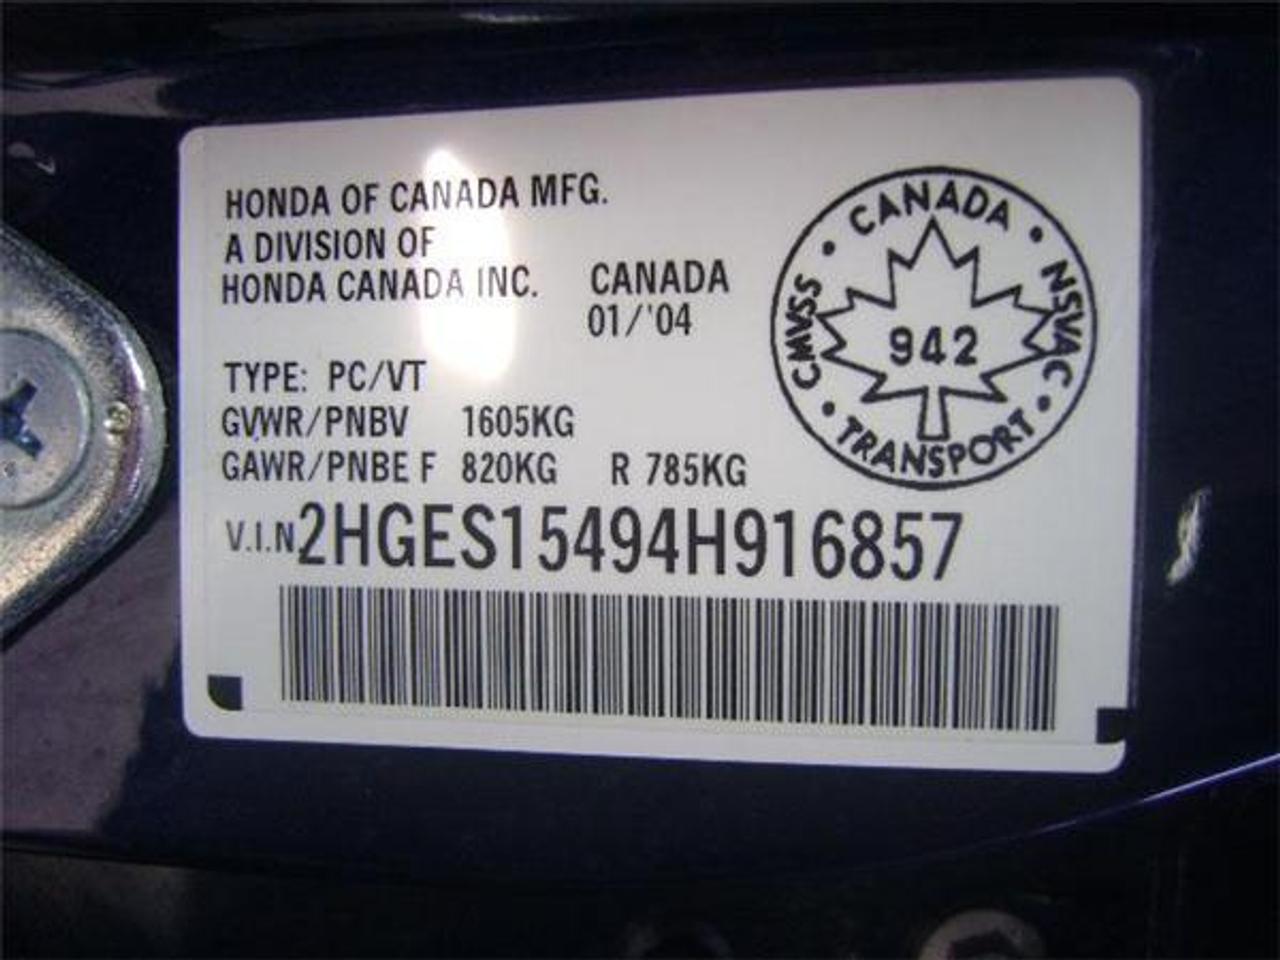 HONDA OF CANADA MFG.
A DIVISION OF
HONDA CANADA INC. CANADA
01/'04
TYPE: PC/VT
GVWR/PNBV 1605KG
GAWR/PNBE F 820KG R 785KG
V.I.N. 2HGES15494H916857
CANADA
CMVSS
NSVAC
942
TRANSPORT